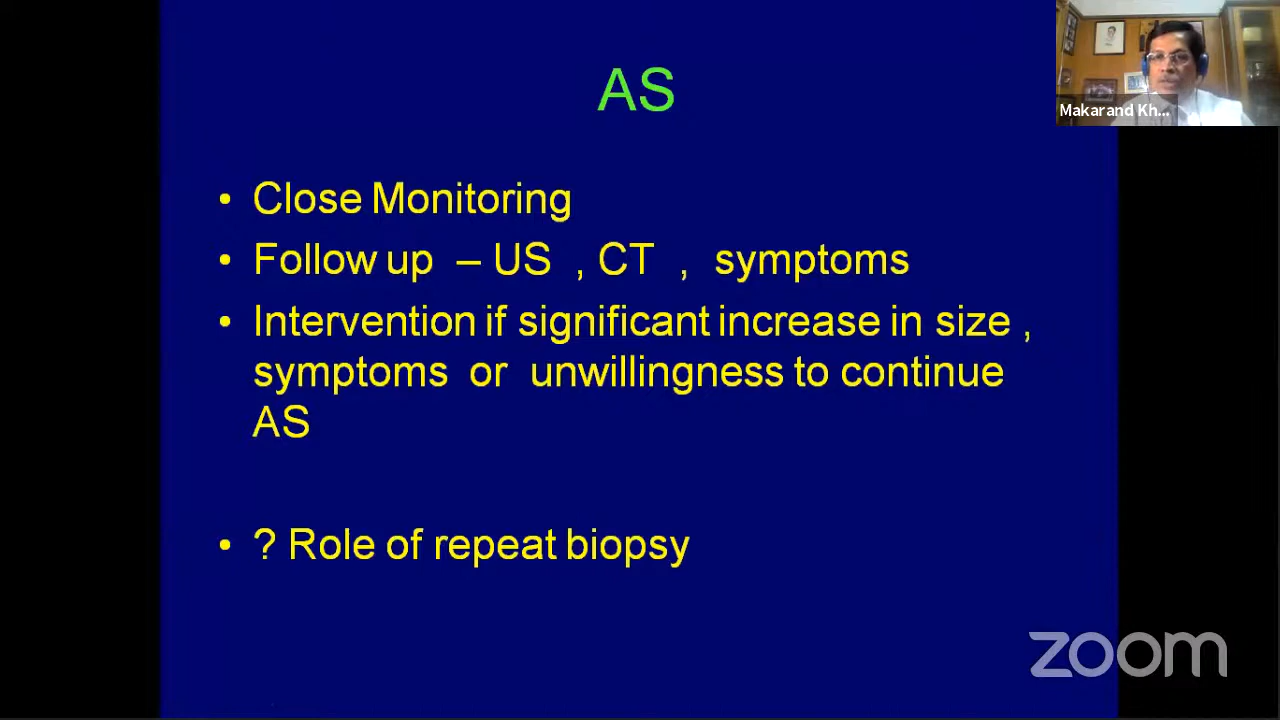 AS
Makarand Kh...
• Close Monitoring
• Follow up – US , CT , symptoms
• Intervention if significant increase in size ,
symptoms or unwillingness to continue
AS
• ? Role of repeat biopsy
zoom